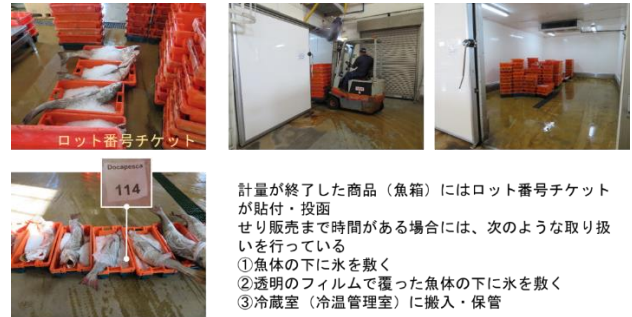 ロット番号チケット
Docapesca
114
計量が終了した商品（魚箱）にはロット番号チケット
が貼付・投函
せり販売まで時間がある場合には、次のような取り扱
いを行っている
①魚体の下に氷を敷く
②透明のフィルムで覆った魚体の下に氷を敷く
③冷蔵室（冷温管理室）に搬入・保管